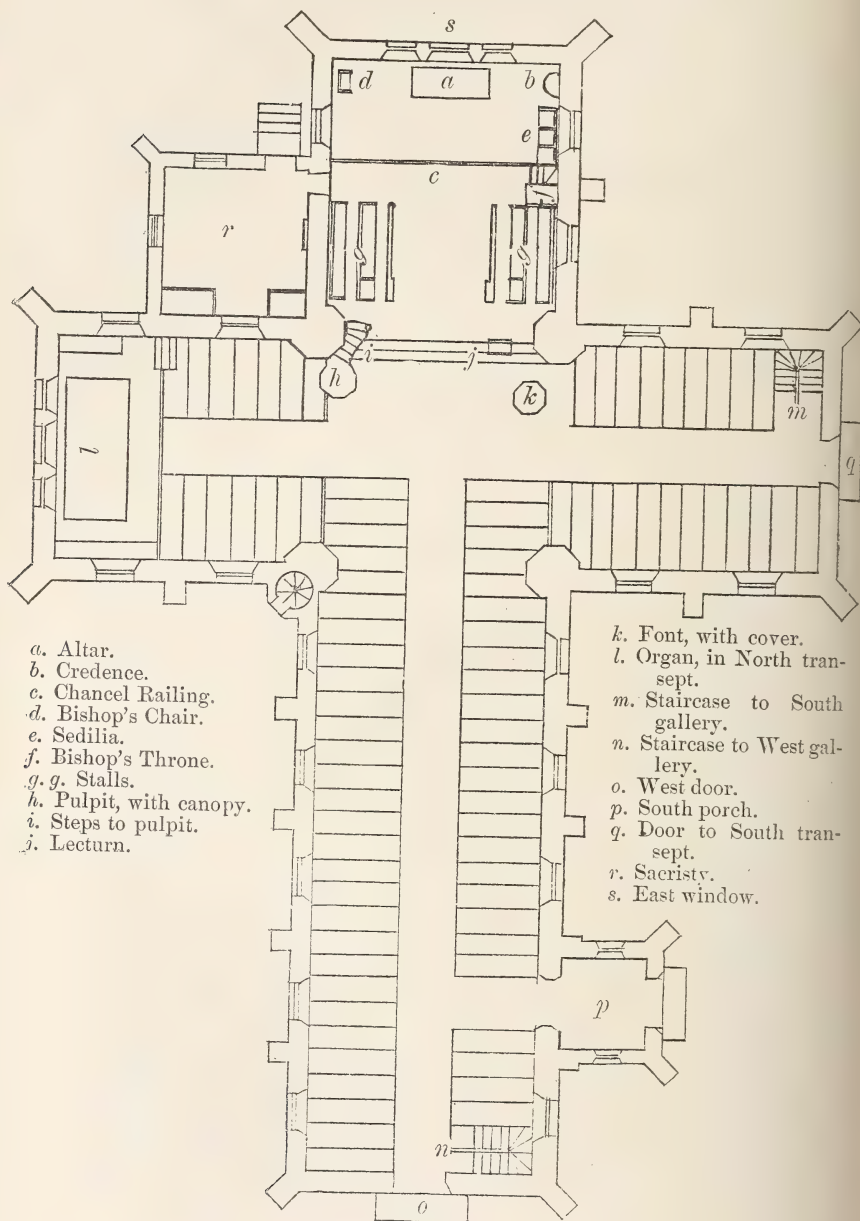 s
d
a
b
e
c
f
r
g
g
i
j
h
k
m
l
q
a. Altar.
b. Credence.
c. Chancel Railing.
d. Bishop's Chair.
e. Sedilia.
f. Bishop's Throne.
g. g. Stalls.
h. Pulpit, with canopy.
i. Steps to pulpit.
j. Lecturn.
k. Font, with cover.
l. Organ, in North tran-
sept.
m. Staircase to South
gallery.
n. Staircase to West gal-
lery.
o. West door.
p. South porch.
q. Door to South tran-
sept.
r. Sacristy.
s. East window.
p
n
o